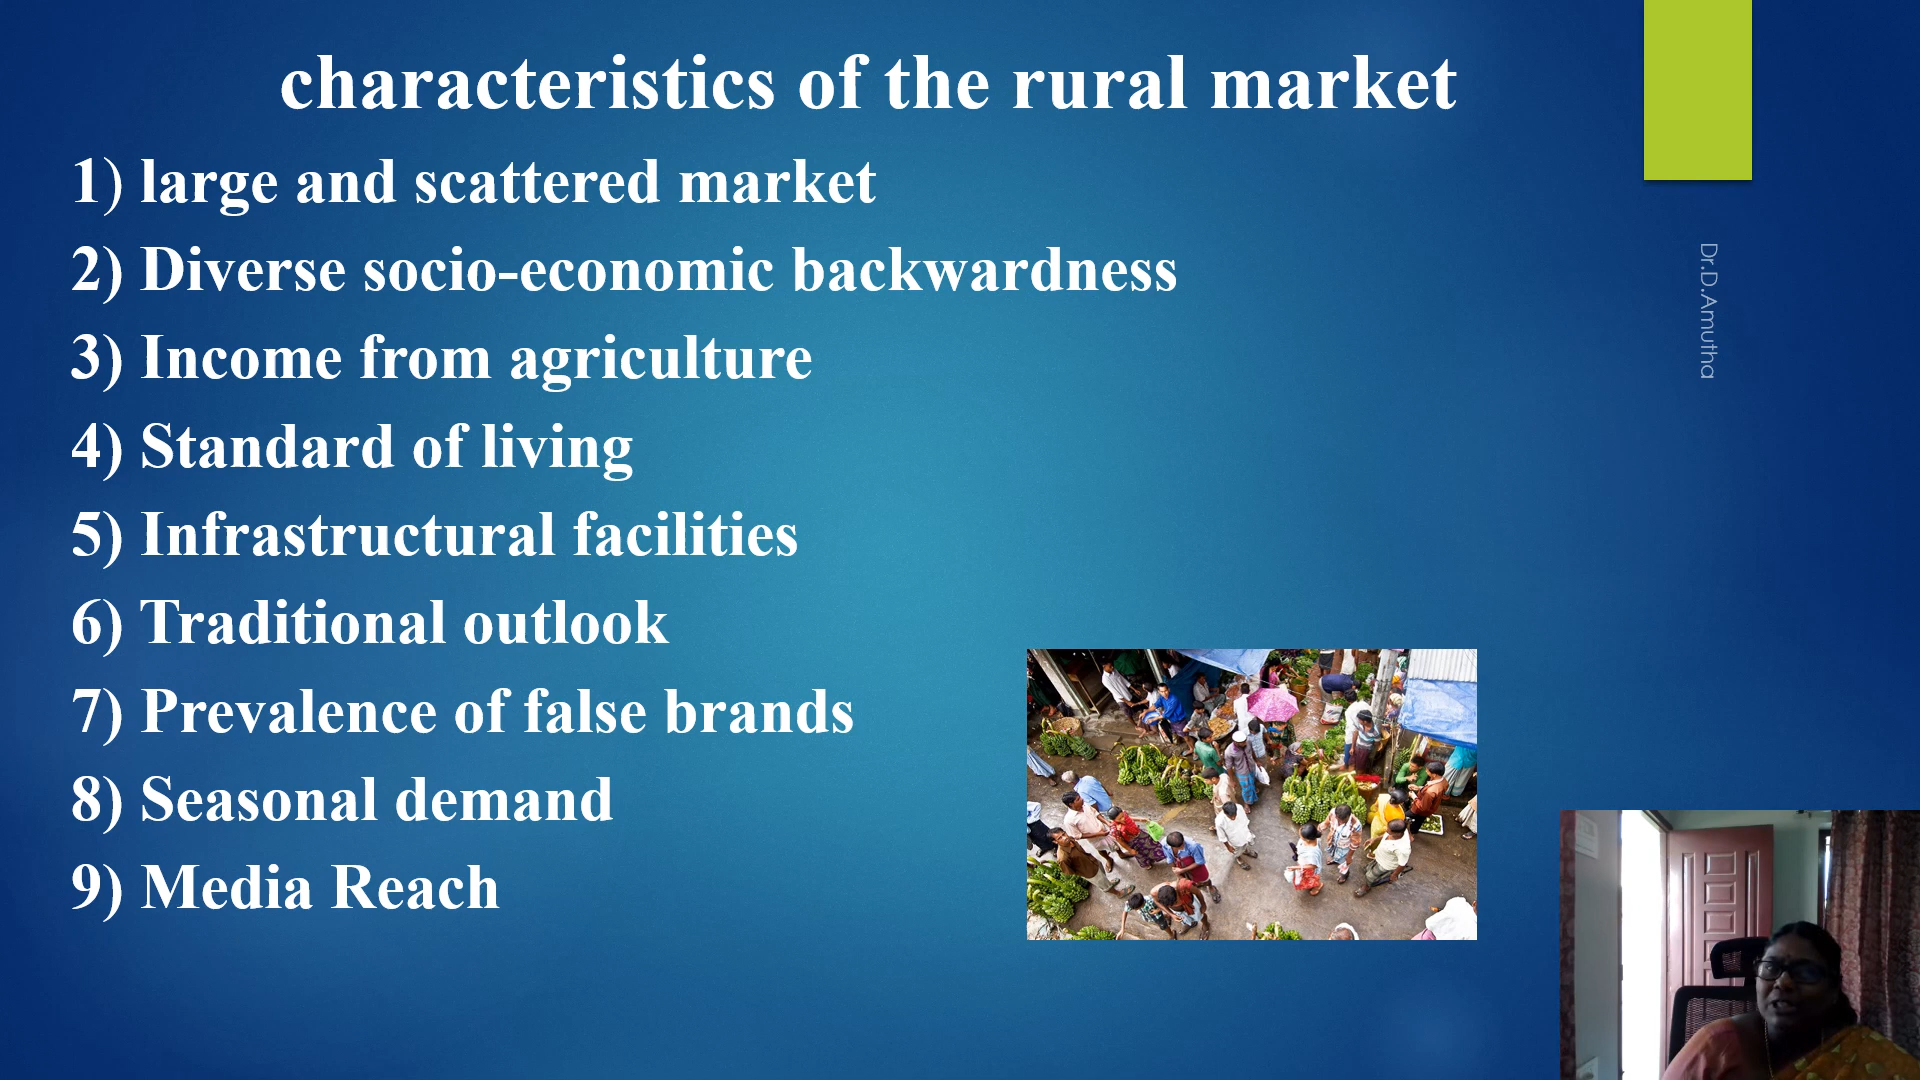 characteristics of the rural market
1) large and scattered market
2) Diverse socio-economic backwardness
3) Income from agriculture
4) Standard of living
5) Infrastructural facilities
6) Traditional outlook
7) Prevalence of false brands
8) Seasonal demand
9) Media Reach
Dr.D.Amutha